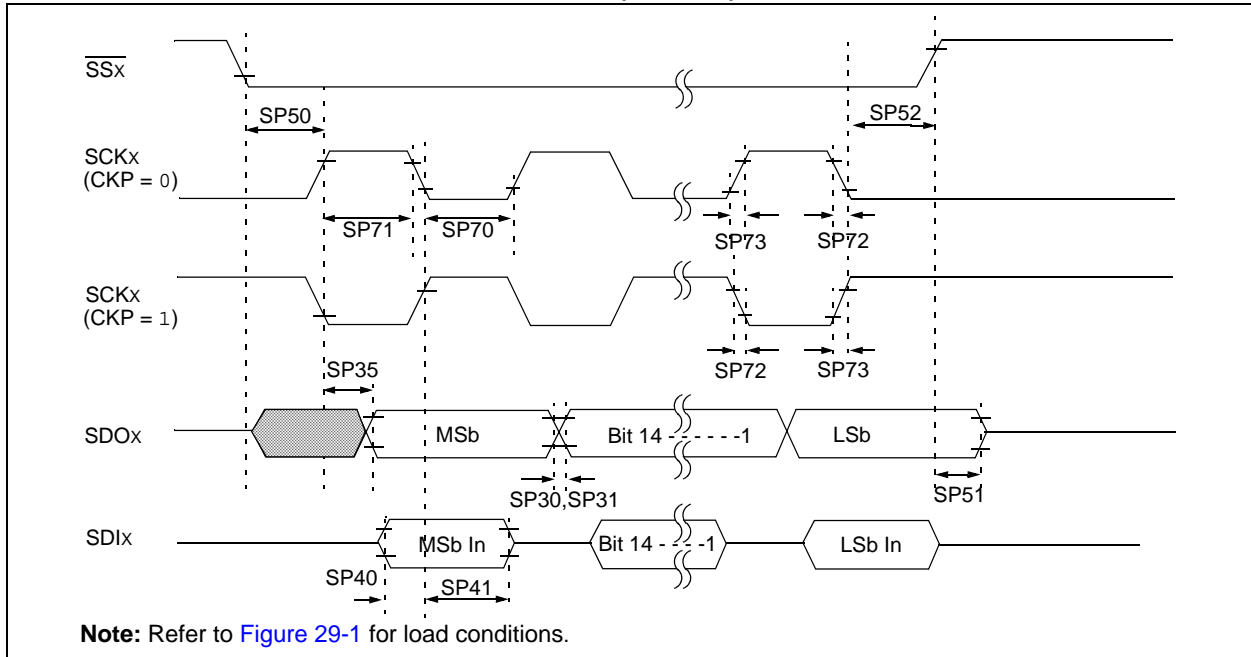 SSX
SP50
SP52
SCKX
(CKP = 0)
SP71
SP70
SP73
SP72
SCKX
(CKP = 1)
SP35
SP72
SP73
SDOX
MSb
Bit 14 - - - - - -1
LSb
SP30,SP31
SP51
SDIX
MSb In
Bit 14 - - - -1
LSb In
SP40
SP41
Note: Refer to Figure 29-1 for load conditions.